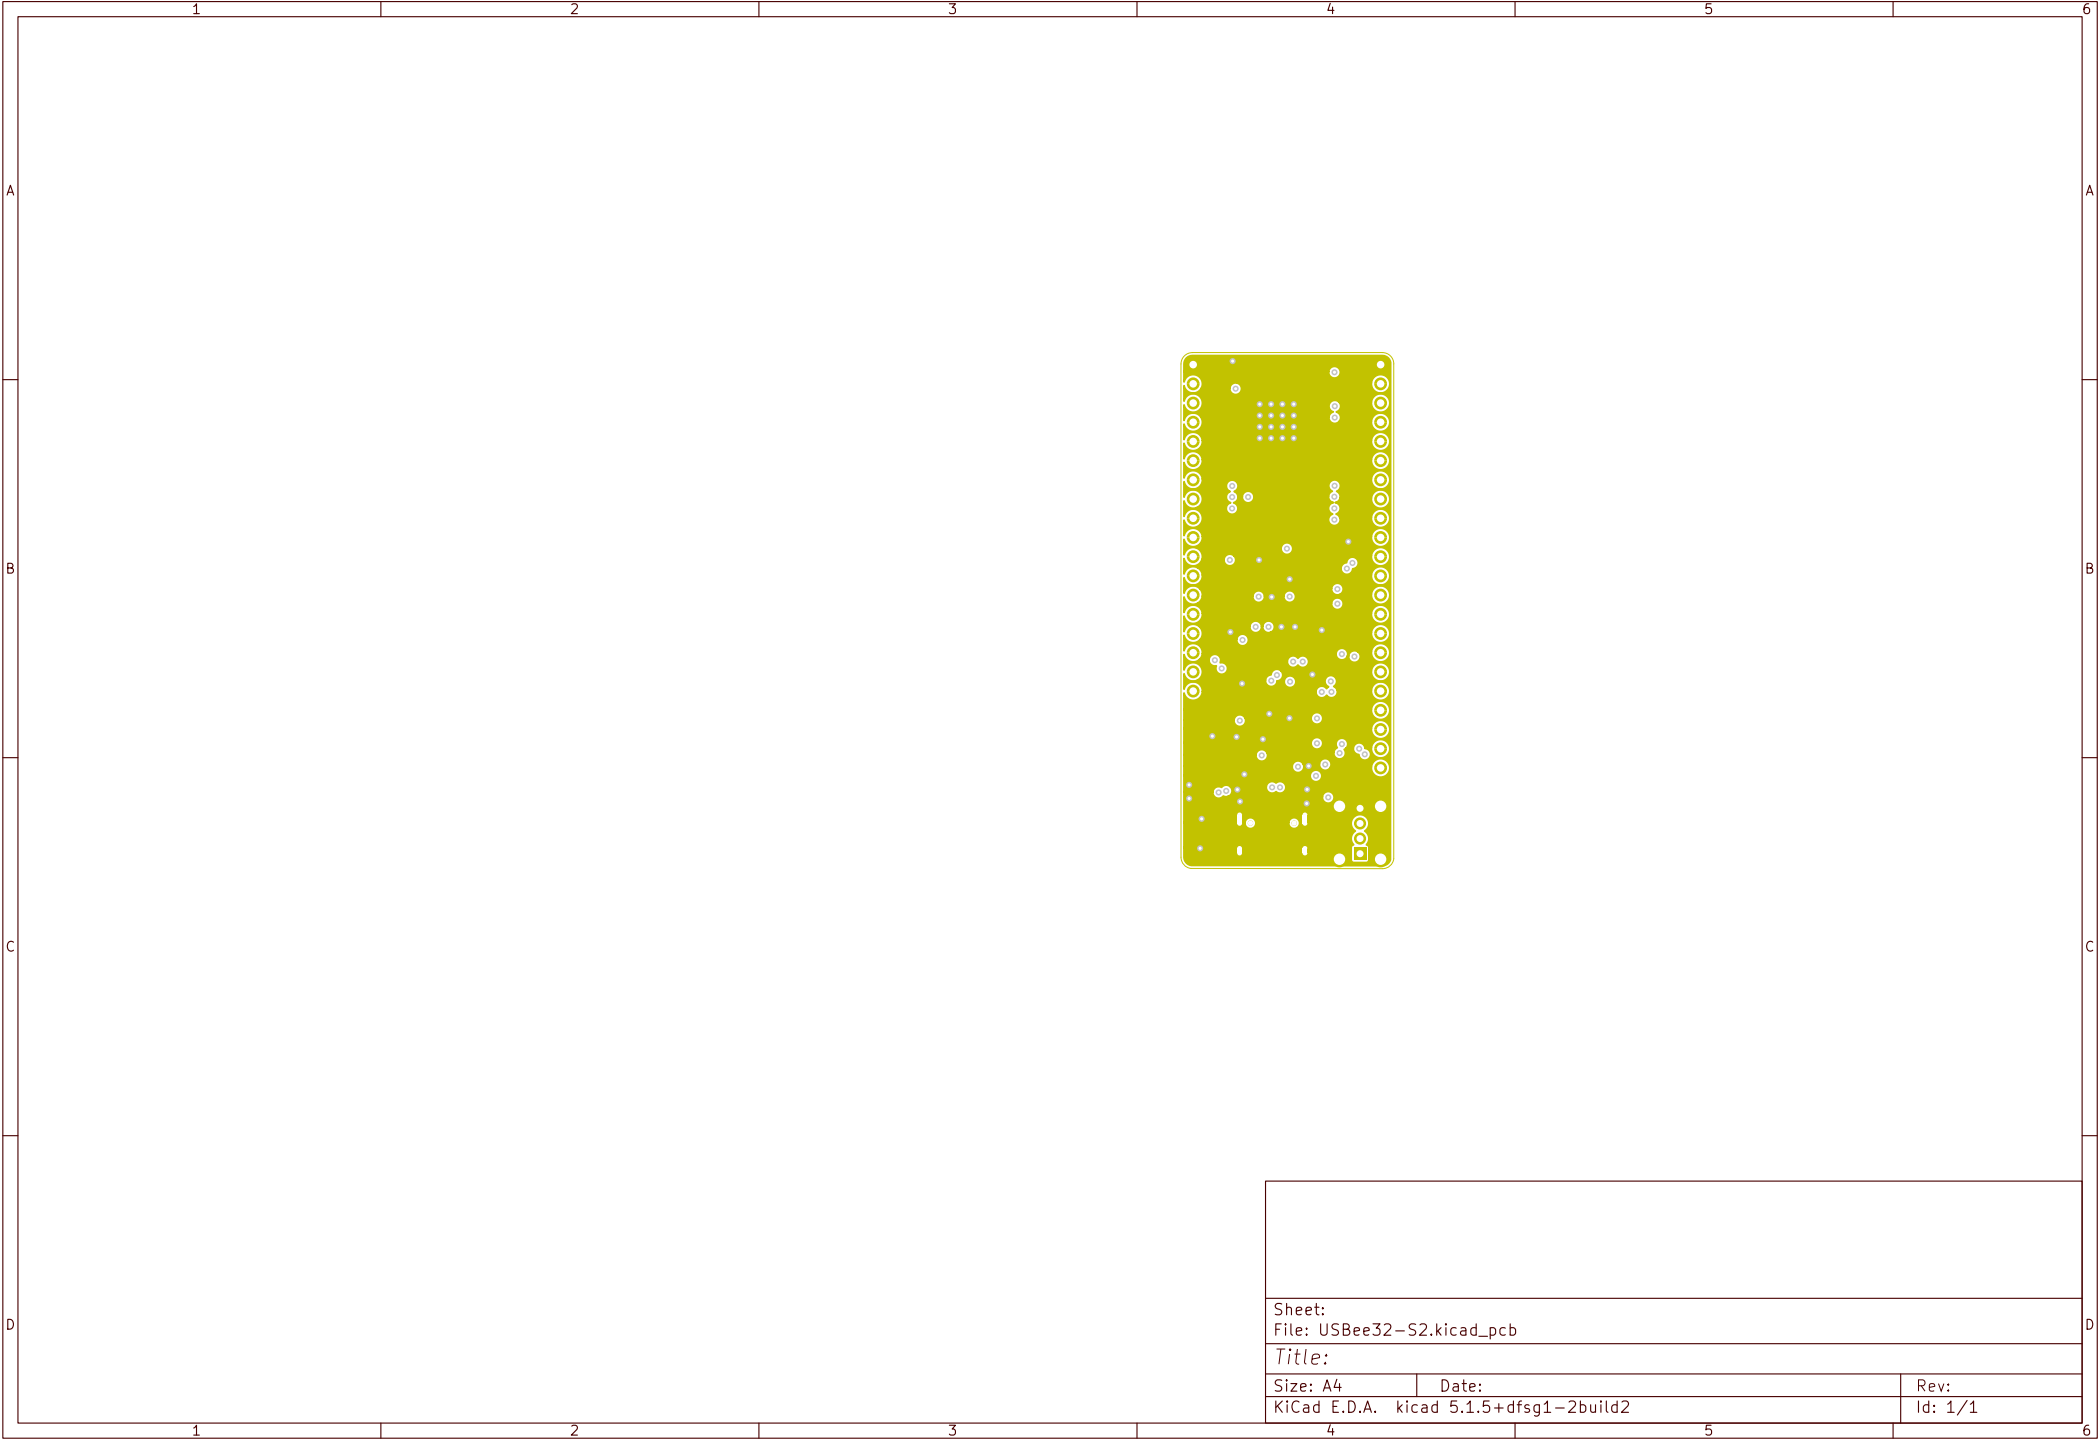 1 2 3 4 5 6
A A
B B
C C
D D
Sheet:
File: USBee32-S2.kicad_pcb
Title:
Size: A4 Date: Rev:
KiCad E.D.A. kicad 5.1.5+dfsg1-2build2 Id: 1/1
1 2 3 4 5 6